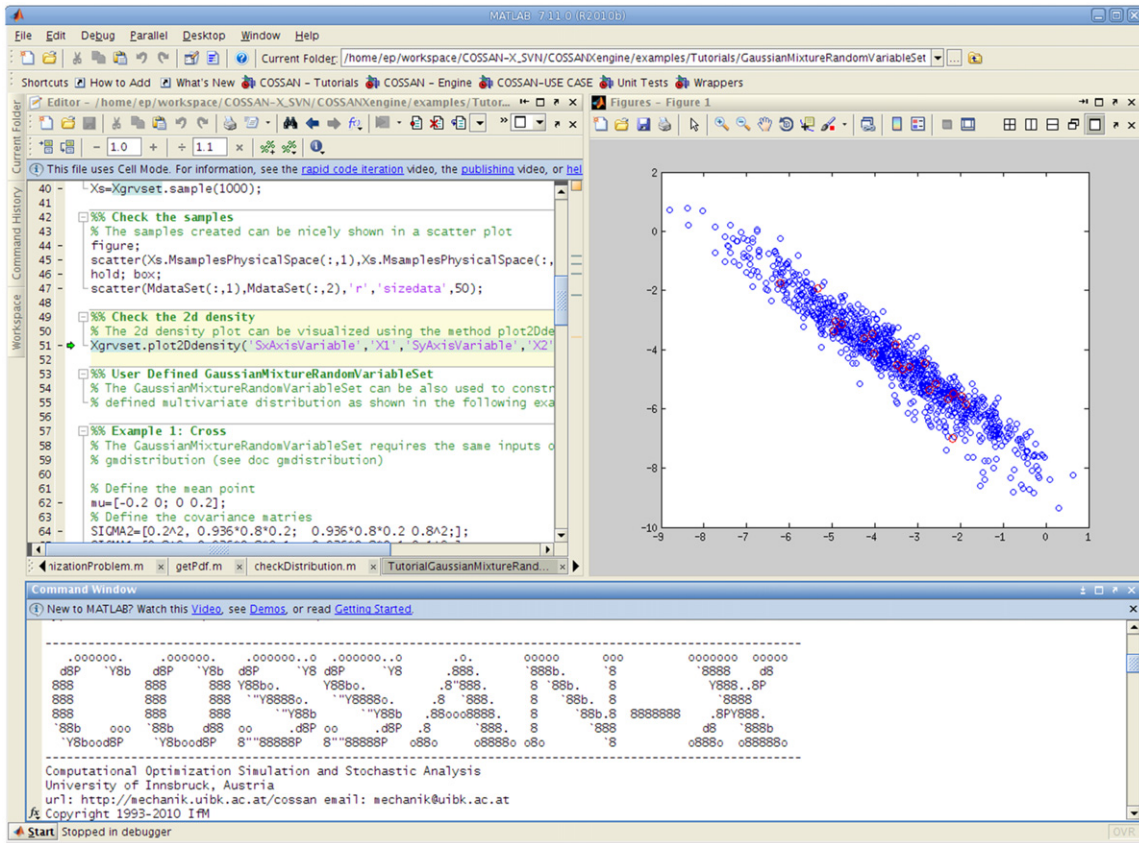 MATLAB 7.11.0 (R2010b)
File Edit Debug Parallel Desktop Window Help
Current Folder: /home/ep/workspace/COSSAN-X_SVN/COSSANXengine/examples/Tutorials/GaussianMixtureRandomVariableSet
Shortcuts How to Add What's New COSSAN - Tutorials COSSAN - Engine COSSAN-USE CASE Unit Tests Wrappers
Current Folder
Command History
Workspace
Editor - /home/ep/workspace/COSSAN-X_SVN/COSSANXengine/examples/Tutor...
- 1.0 + ÷ 1.1 ×
This file uses Cell Mode. For information, see the rapid code iteration video, the publishing video, or hel
40 - Xs=Xgrvset.sample(1000);
41
42 %% Check the samples
43 % The samples created can be nicely shown in a scatter plot
44 - figure;
45 - scatter(Xs.MsamplesPhysicalSpace(:,1),Xs.MsamplesPhysicalSpace(:,
46 - hold; box;
47 - scatter(MdataSet(:,1),MdataSet(:,2),'r','sizedata',50);
48
49 %% Check the 2d density
50 % The 2d density plot can be visualized using the method plot2Dde
51 - Xgrvset.plot2Ddensity('SxAxisVariable','X1','SyAxisVariable','X2'
52
53 %% User Defined GaussianMixtureRandomVariableSet
54 % The GaussianMixtureRandomVariableSet can be also used to constr
55 % defined multivariate distribution as shown in the following exa
56
57 %% Example 1: Cross
58 % The GaussianMixtureRandomVariableSet requires the same inputs o
59 % gmdistribution (see doc gmdistribution)
60
61 % Define the mean point
62 - mu=[-0.2 0; 0 0.2];
63 % Define the covariance matries
64 - SIGMA2=[0.2^2, 0.936*0.8*0.2; 0.936*0.8*0.2 0.8^2;];
nizationProblem.m getPdf.m checkDistribution.m TutorialGaussianMixtureRand...
Figures - Figure 1
2
0
-2
-4
-6
-8
-10
-9 -8 -7 -6 -5 -4 -3 -2 -1 0 1
Command Window
New to MATLAB? Watch this Video, see Demos, or read Getting Started.
COSSAN-X
Computational Optimization Simulation and Stochastic Analysis
University of Innsbruck, Austria
url: http://mechanik.uibk.ac.at/cossan email: mechanik@uibk.ac.at
fx Copyright 1993-2010 IfM
Start Stopped in debugger
OVR